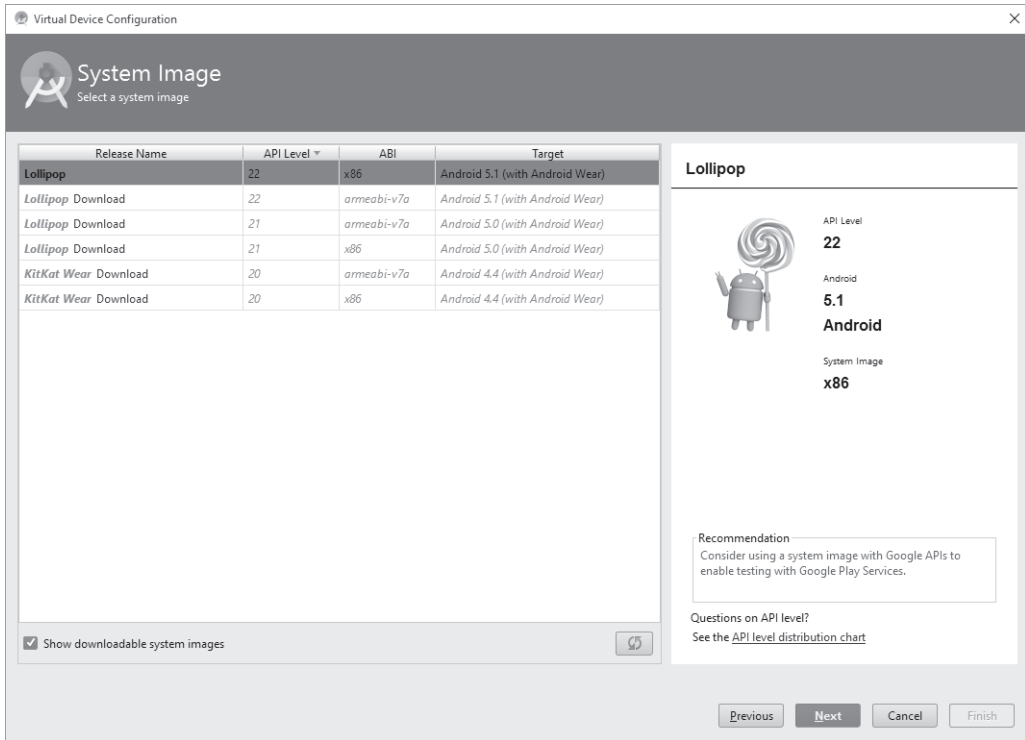 Virtual Device Configuration
System Image
Select a system image
Release Name API Level ABI Target
Lollipop 22 x86 Android 5.1 (with Android Wear)
Lollipop Download 22 armeabi-v7a Android 5.1 (with Android Wear)
Lollipop Download 21 armeabi-v7a Android 5.0 (with Android Wear)
Lollipop Download 21 x86 Android 5.0 (with Android Wear)
KitKat Wear Download 20 armeabi-v7a Android 4.4 (with Android Wear)
KitKat Wear Download 20 x86 Android 4.4 (with Android Wear)
Show downloadable system images
Lollipop
API Level
22
Android
5.1
Android
System Image
x86
Recommendation
Consider using a system image with Google APIs to
enable testing with Google Play Services.
Questions on API level?
See the API level distribution chart
Previous Next Cancel Finish